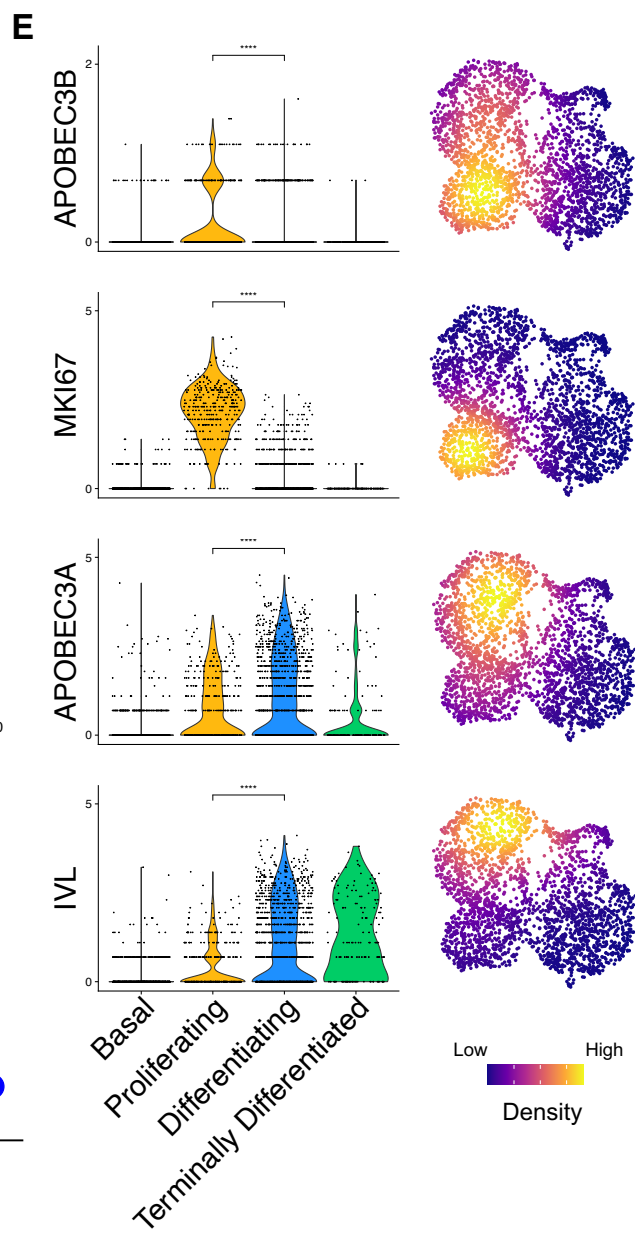 E
APOBEC3B
2
0
****
MKI67
5
0
****
APOBEC3A
5
0
****
0
IVL
5
0
****
Basal
Proliferating
Differentiating
Terminally Differentiated
Low High
Density